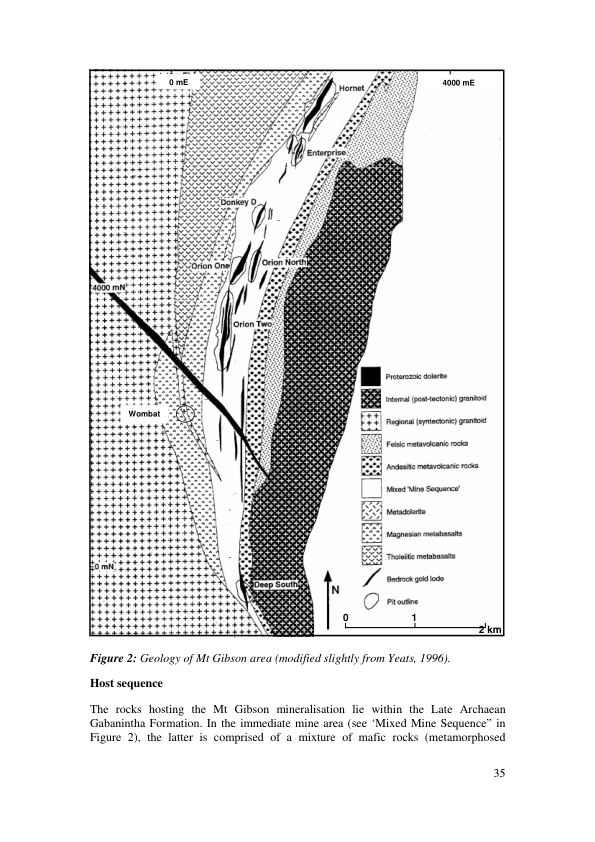 0 mE
4000 mE
Hornet
Enterprise
Donkey D
Orion One
Orion North
4000 mN
Orion Two
Proterozoic dolerite
Internal (post-tectonic) granitoid
Regional (syntectonic) granitoid
Wombat
Felsic metavolcanic rocks
Andesitic metavolcanic rocks
Mixed 'Mine Sequence'
Metadolerite
Magnesian metabasalts
Tholeiitic metabasalts
0 mN
Bedrock gold lode
Deep South
N
Pit outline
0 1 2 km
Figure 2: Geology of Mt Gibson area (modified slightly from Yeats, 1996).
Host sequence
The rocks hosting the Mt Gibson mineralisation lie within the Late Archaean
Gabanintha Formation. In the immediate mine area (see ‘Mixed Mine Sequence” in
Figure 2), the latter is comprised of a mixture of mafic rocks (metamorphosed
35